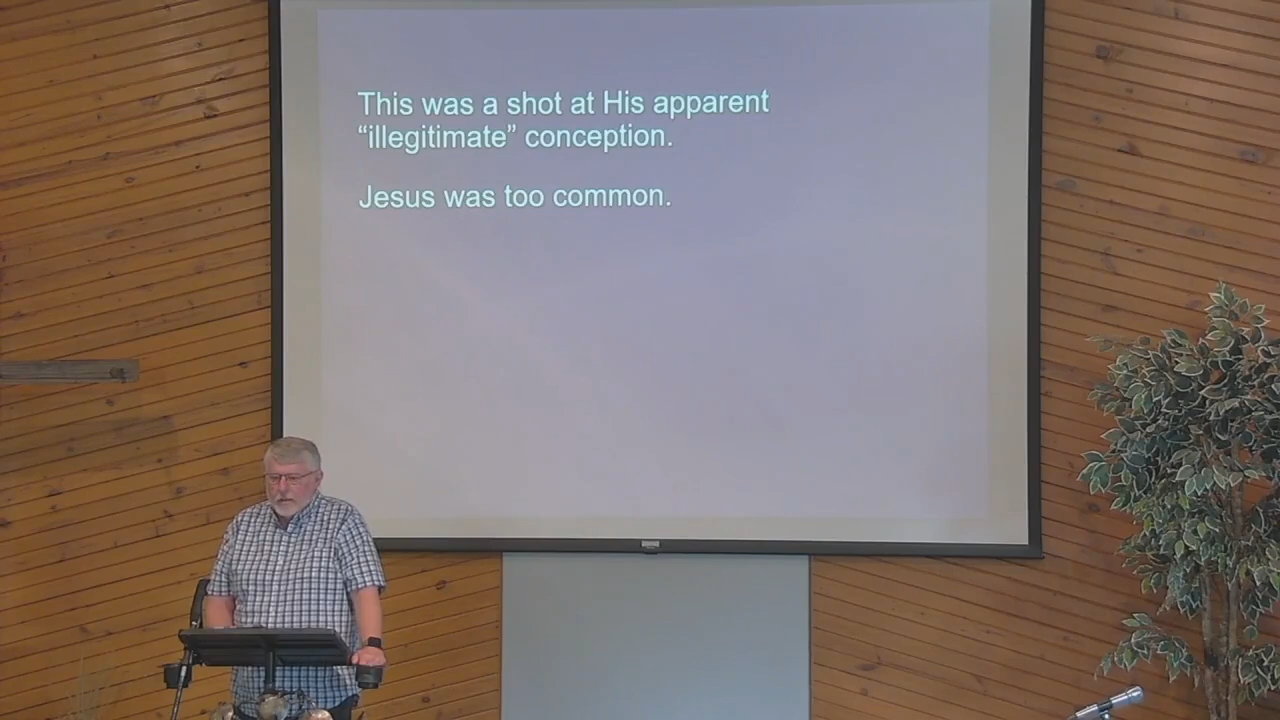 This was a shot at His apparent
“illegitimate” conception.
Jesus was too common.